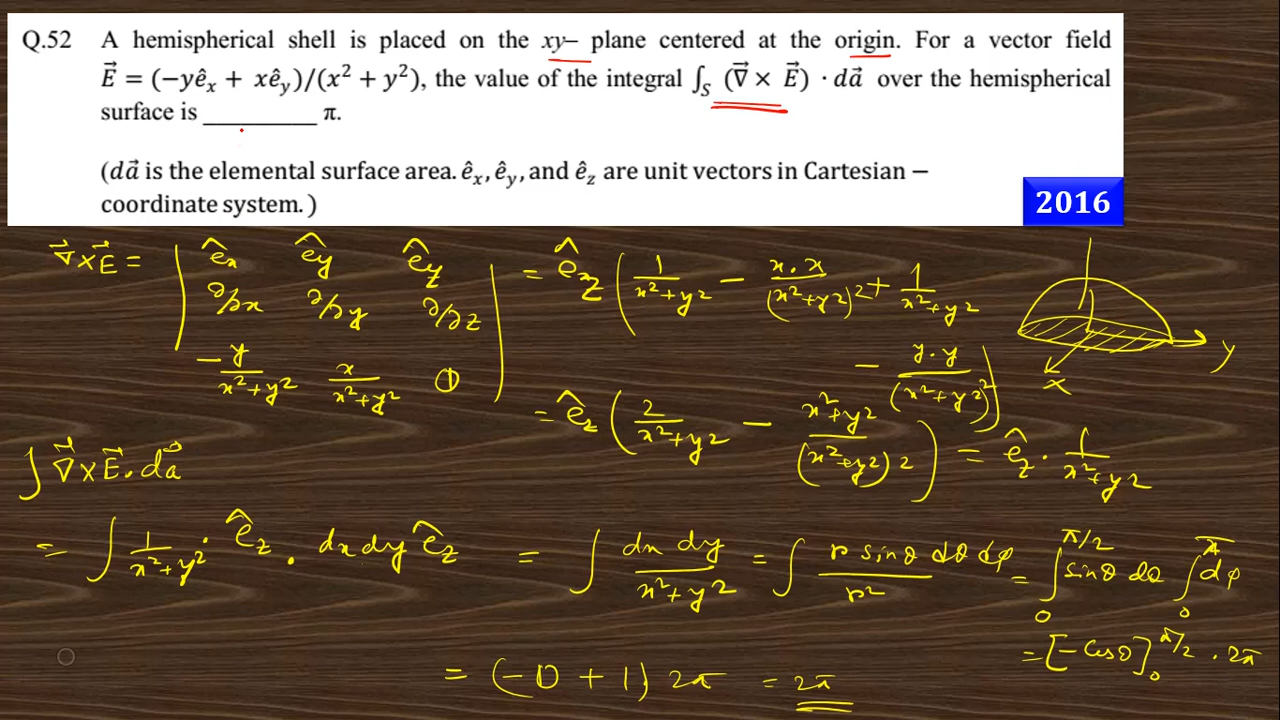 Q.52 A hemispherical shell is placed on the xy− plane centered at the origin. For a vector field
E⃗ = (−yê_x + xê_y)/(x² + y²), the value of the integral ∫_S (∇⃗ × E⃗) · da⃗ over the hemispherical
surface is __________ π.
(da⃗ is the elemental surface area. ê_x, ê_y, and ê_z are unit vectors in Cartesian −
coordinate system.)
2016
∇⃗×E⃗ = | ê_x ê_y ê_z |
∂/∂x ∂/∂y ∂/∂z
−y/(x²+y²) x/(x²+y²) 0
= ê_z ( 1/(x²+y²) − x·x/(x²+y²)² + 1/(x²+y²)
− y·y/(x²+y²)² )
= ê_z ( 2/(x²+y²) − (x²+y²)/(x²+y²)² ) = ê_z · 1/(x²+y²)
y
x
∫ ∇⃗×E⃗·da⃗
= ∫ 1/(x²+y²) · ê_z · dx dy ê_z = ∫ dx dy/(x²+y²) = ∫ r sinθ dθ dφ / r² = ∫_0^{π/2} sinθ dθ ∫_0^π dφ
= [−cosθ]_0^{π/2} · 2π
= (−0 + 1) 2π = 2π